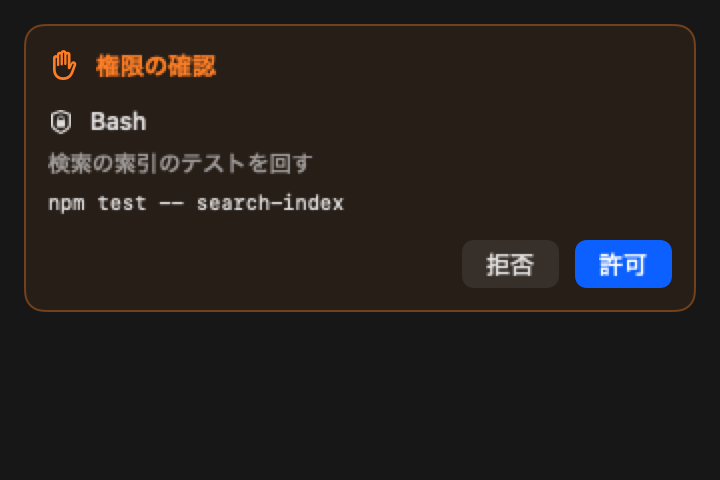 権限の確認
Bash
検索の索引のテストを回す
npm test -- search-index
拒否 許可